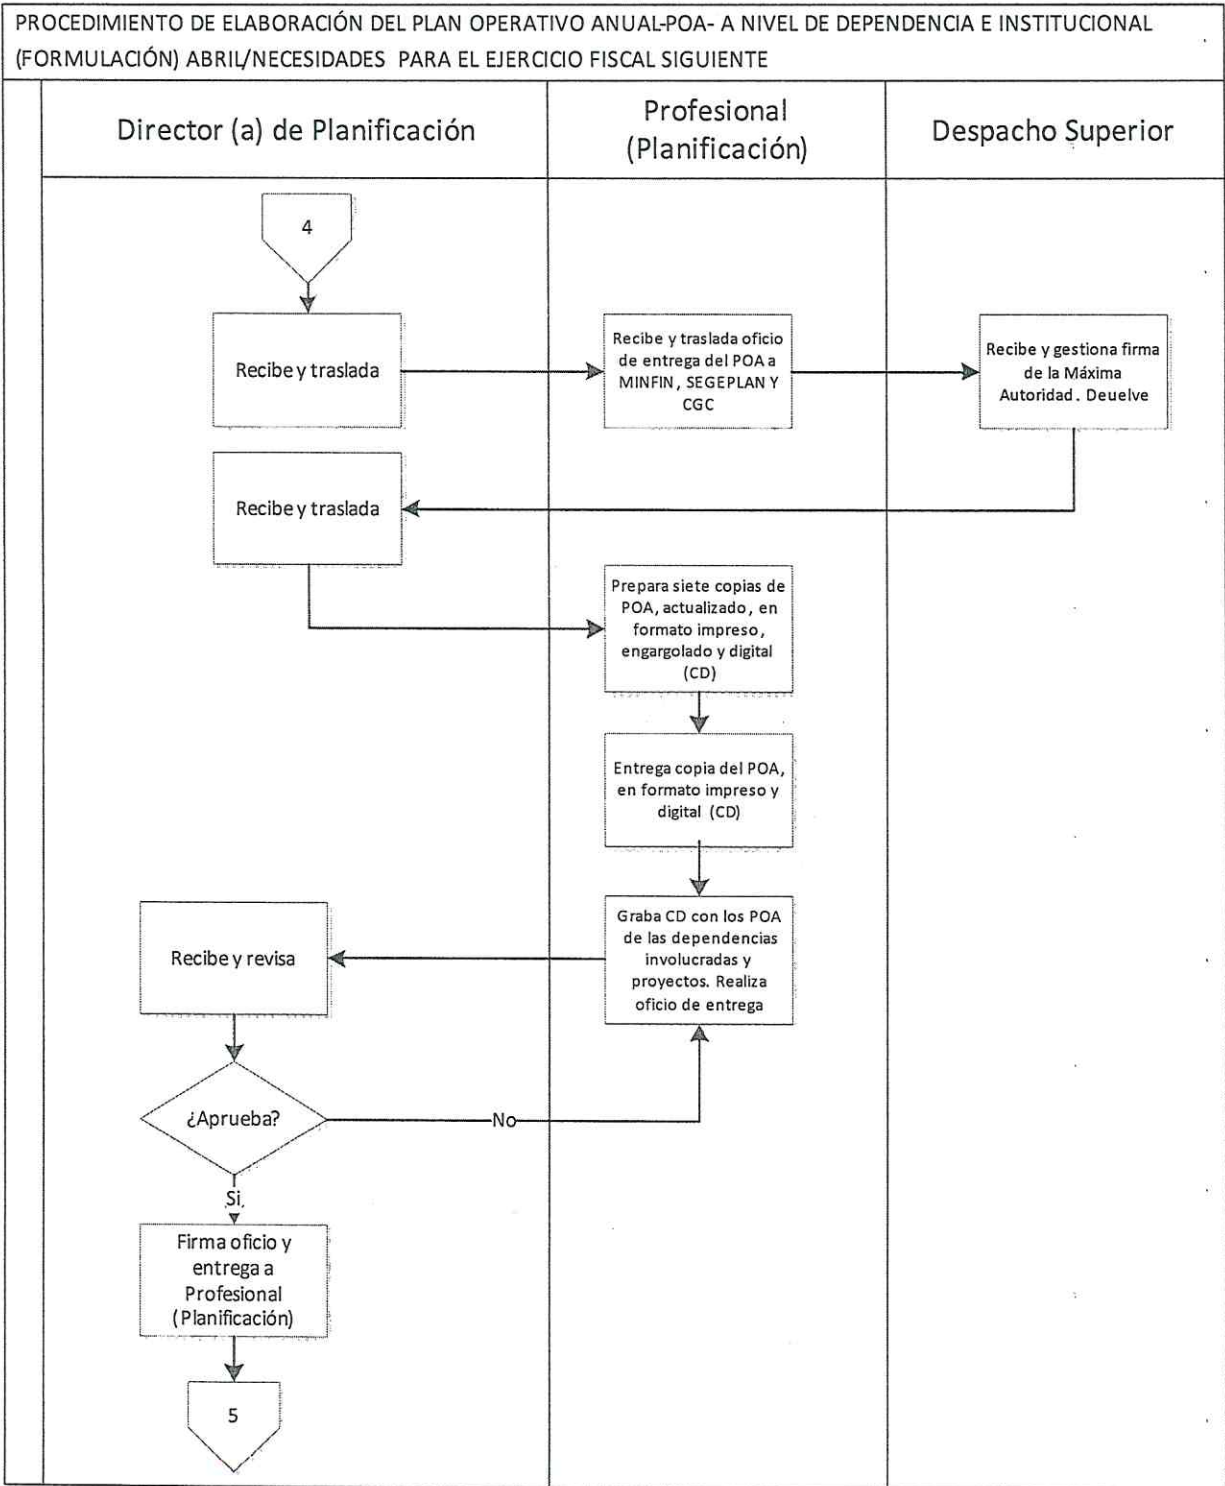 PROCEDIMIENTO DE ELABORACIÓN DEL PLAN OPERATIVO ANUAL-POA- A NIVEL DE DEPENDENCIA E INSTITUCIONAL
(FORMULACIÓN) ABRIL/NECESIDADES PARA EL EJERCICIO FISCAL SIGUIENTE
Director (a) de Planificación
Profesional
(Planificación)
Despacho Superior
4
Recibe y traslada
Recibe y traslada oficio
de entrega del POA a
MINFIN, SEGEPLAN Y
CGC
Recibe y gestiona firma
de la Máxima
Autoridad. Deuelve
Recibe y traslada
Prepara siete copias de
POA, actualizado, en
formato impreso,
engargolado y digital
(CD)
Entrega copia del POA,
en formato impreso y
digital (CD)
Graba CD con los POA
de las dependencias
involucradas y
proyectos. Realiza
oficio de entrega
Recibe y revisa
¿Aprueba?
No
Si
Firma oficio y
entrega a
Profesional
(Planificación)
5